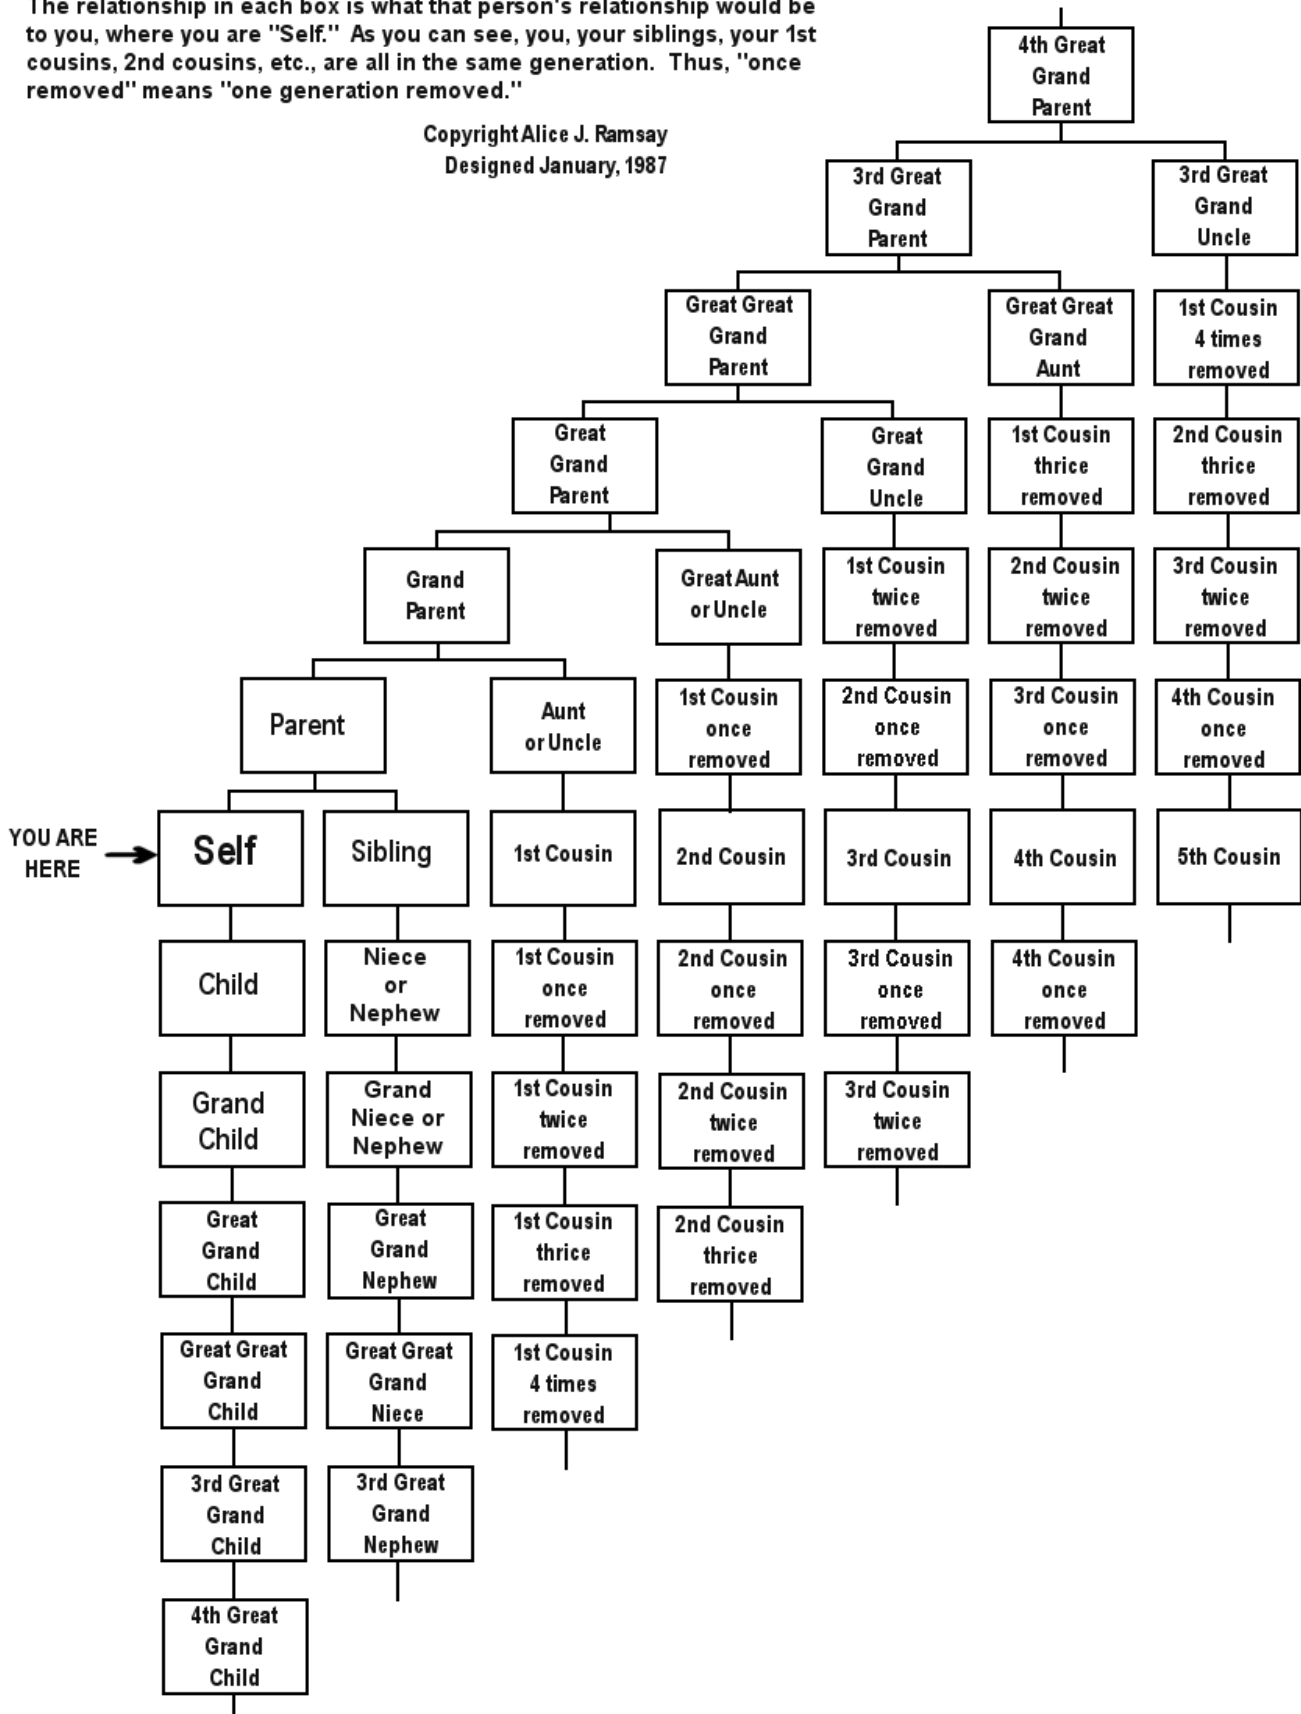 The relationship in each box is what that person's relationship would be
to you, where you are "Self." As you can see, you, your siblings, your 1st
cousins, 2nd cousins, etc., are all in the same generation. Thus, "once
removed" means "one generation removed."
Copyright Alice J. Ramsay
Designed January, 1987
4th Great
Grand
Parent
3rd Great
Grand
Parent
3rd Great
Grand
Uncle
Great Great
Grand
Parent
Great Great
Grand
Aunt
1st Cousin
4 times
removed
Great
Grand
Parent
Great
Grand
Uncle
1st Cousin
thrice
removed
2nd Cousin
thrice
removed
Grand
Parent
Great Aunt
or Uncle
1st Cousin
twice
removed
2nd Cousin
twice
removed
3rd Cousin
twice
removed
Parent
Aunt
or Uncle
1st Cousin
once
removed
2nd Cousin
once
removed
3rd Cousin
once
removed
4th Cousin
once
removed
YOU ARE
HERE
Self
Sibling
1st Cousin
2nd Cousin
3rd Cousin
4th Cousin
5th Cousin
Child
Niece
or
Nephew
1st Cousin
once
removed
2nd Cousin
once
removed
3rd Cousin
once
removed
4th Cousin
once
removed
Grand
Child
Grand
Niece or
Nephew
1st Cousin
twice
removed
2nd Cousin
twice
removed
3rd Cousin
twice
removed
Great
Grand
Child
Great
Grand
Nephew
1st Cousin
thrice
removed
2nd Cousin
thrice
removed
Great Great
Grand
Child
Great Great
Grand
Niece
1st Cousin
4 times
removed
3rd Great
Grand
Child
3rd Great
Grand
Nephew
4th Great
Grand
Child